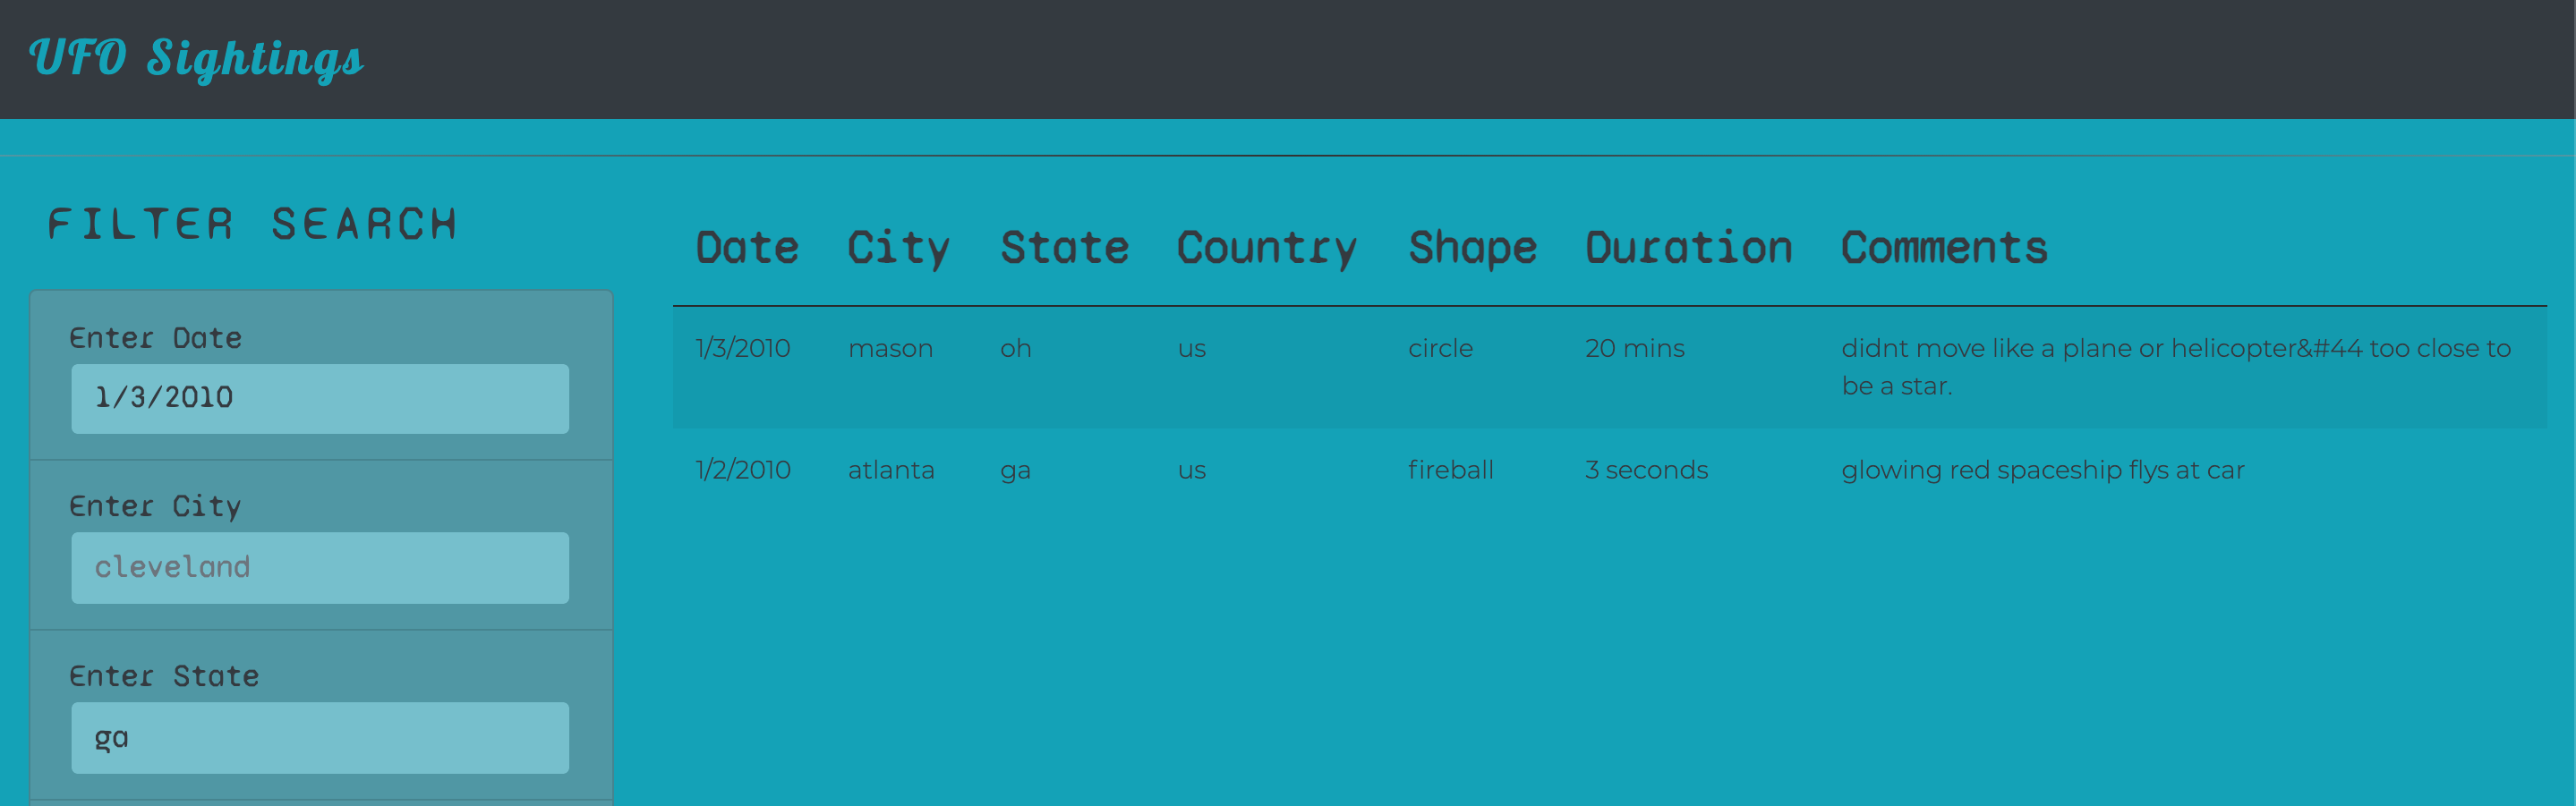 UFO Sightings
FILTER SEARCH
Enter Date
1/3/2010
Enter City
cleveland
Enter State
ga
Date City State Country Shape Duration Comments
1/3/2010 mason oh us circle 20 mins didnt move like a plane or helicopter&#44 too close to
be a star.
1/2/2010 atlanta ga us fireball 3 seconds glowing red spaceship flys at car